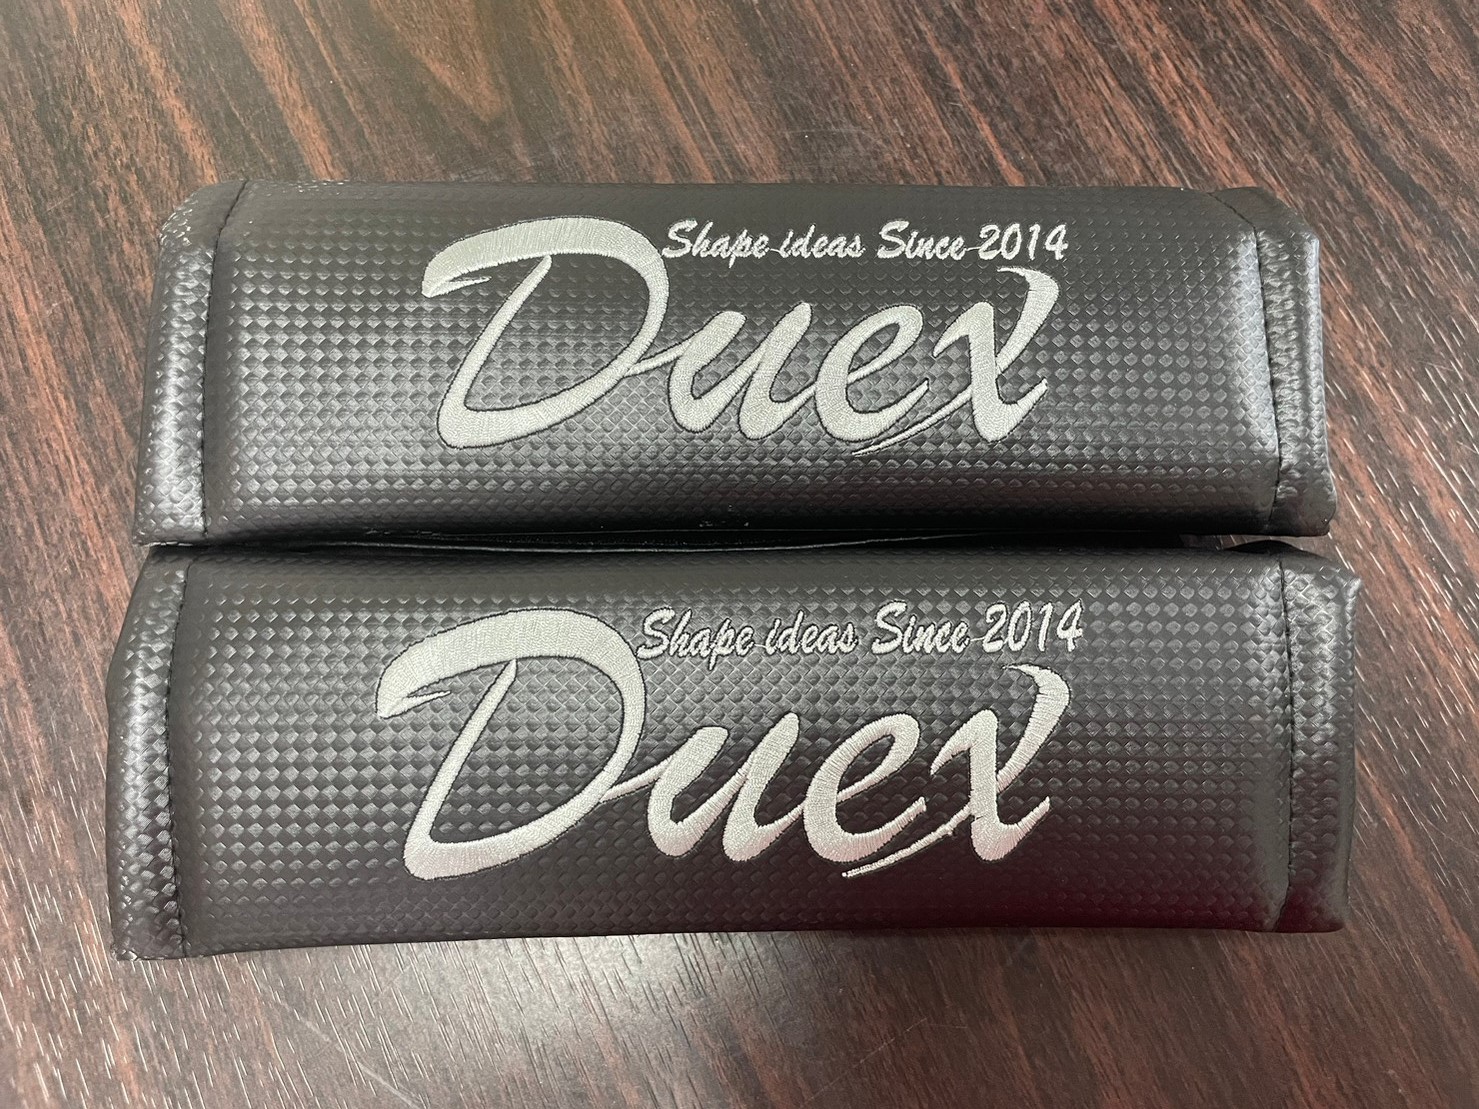 Shape ideas Since 2014
Duex
Shape ideas Since 2014
Duex